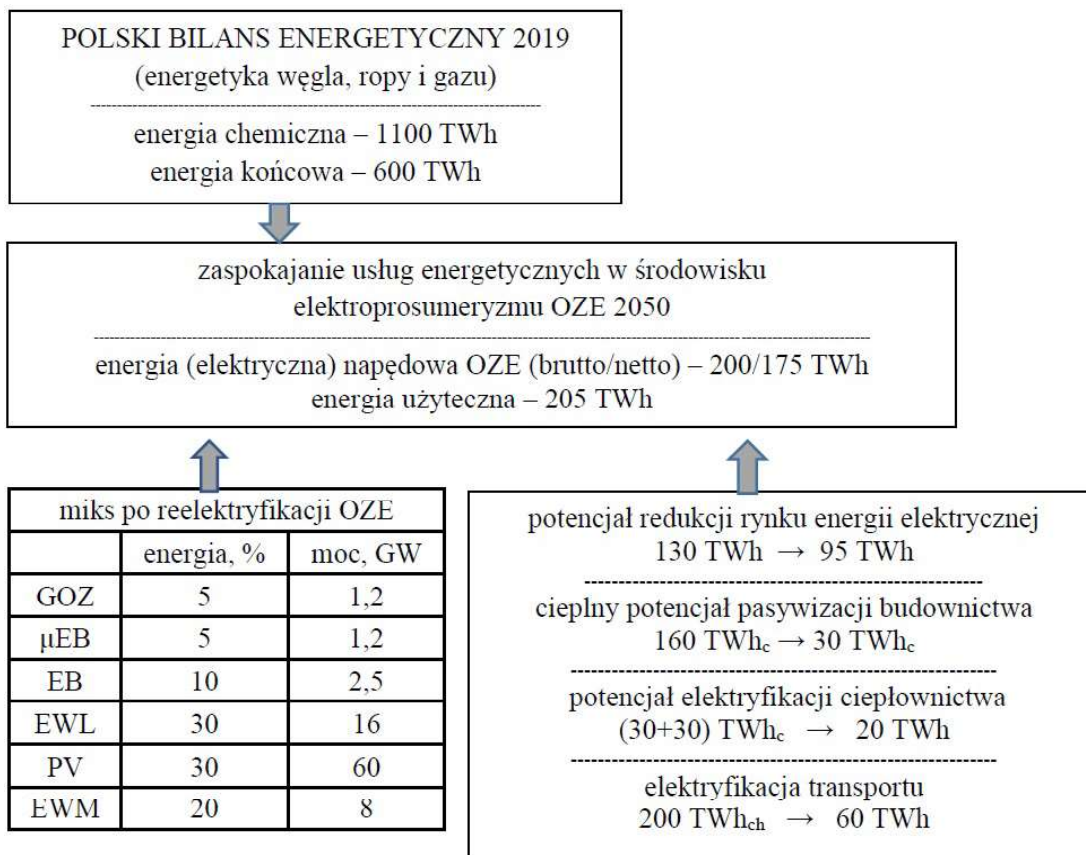 POLSKI BILANS ENERGETYCZNY 2019
(energetyka węgla, ropy i gazu)
energia chemiczna – 1100 TWh
energia końcowa – 600 TWh
zaspokajanie usług energetycznych w środowisku
elektroprosumeryzmu OZE 2050
energia (elektryczna) napędowa OZE (brutto/netto) – 200/175 TWh
energia użyteczna – 205 TWh
miks po reelektryfikacji OZE
energia, % moc, GW
GOZ 5 1,2
μEB 5 1,2
EB 10 2,5
EWL 30 16
PV 30 60
EWM 20 8
potencjał redukcji rynku energii elektrycznej
130 TWh → 95 TWh
cieplny potencjał pasywizacji budownictwa
160 TWhc → 30 TWhc
potencjał elektryfikacji ciepłownictwa
(30+30) TWhc → 20 TWh
elektryfikacja transportu
200 TWhch → 60 TWh